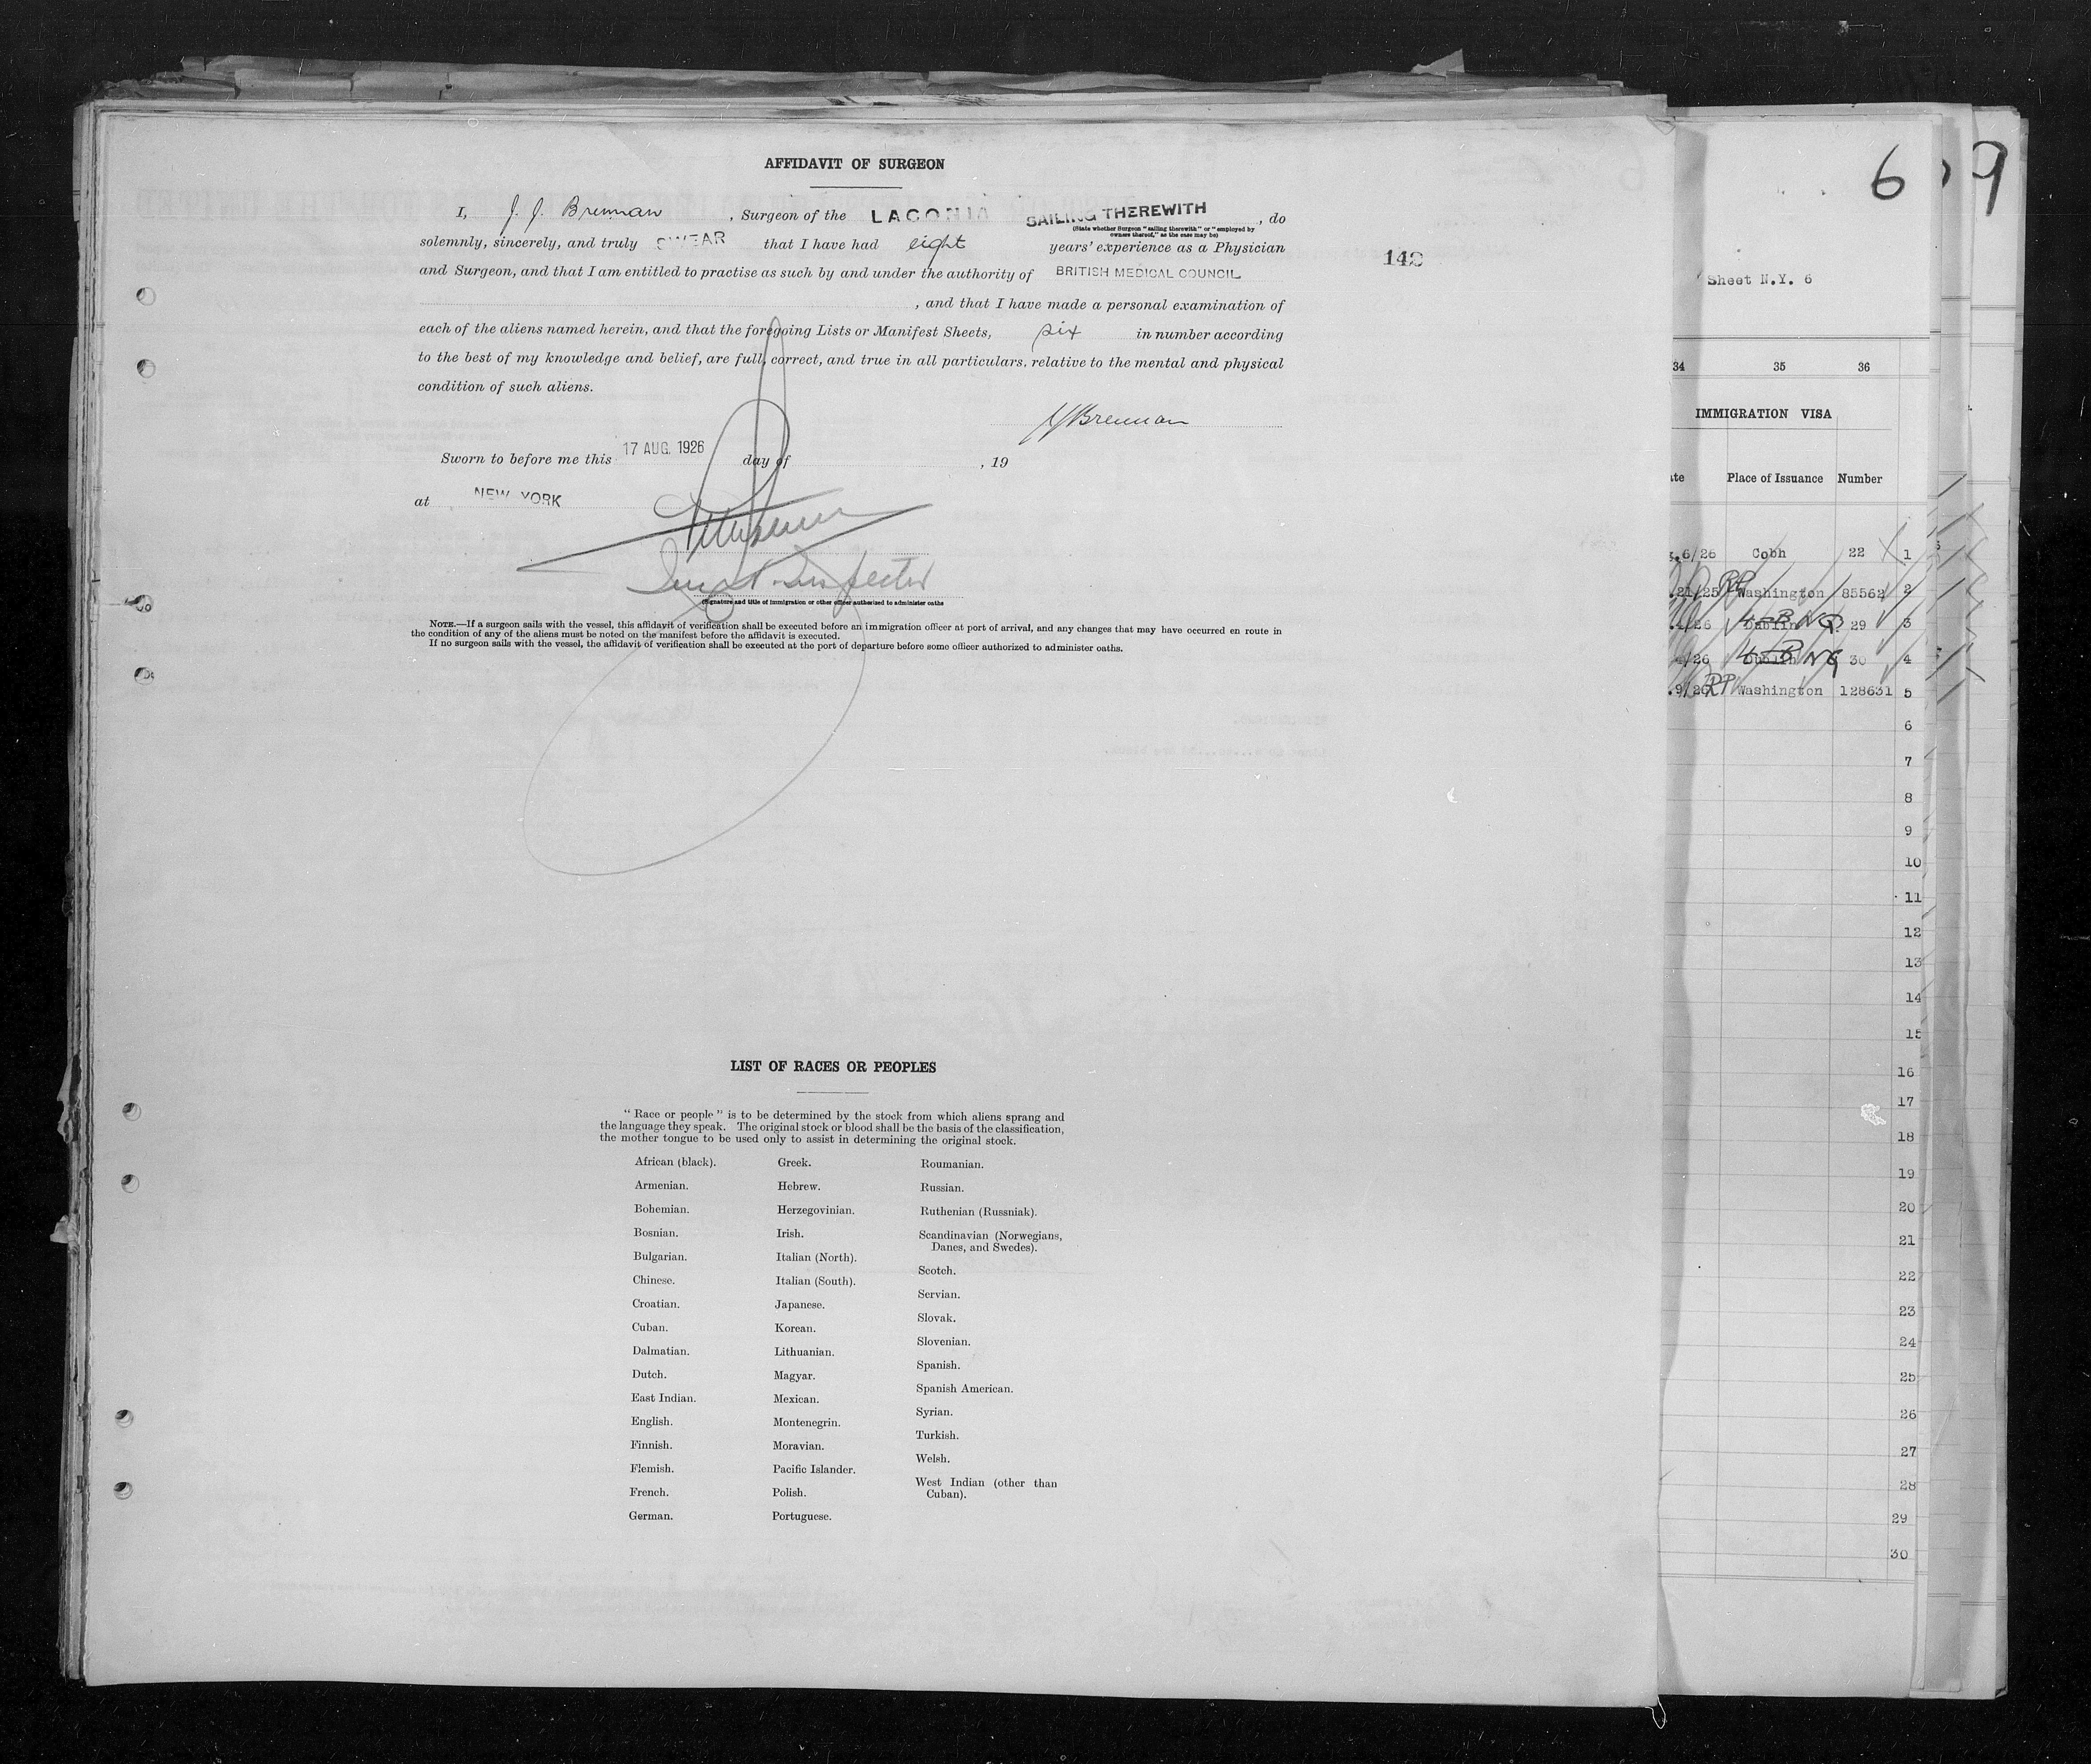 AFFIDAVIT OF SURGEON
I, J. J. Brennan , Surgeon of the LACONIA SAILING THEREWITH , do
(State whether Surgeon "sailing therewith" or "employed by
owners thereof," as the case may be)
solemnly, sincerely, and truly SWEAR that I have had eight years' experience as a Physician
and Surgeon, and that I am entitled to practise as such by and under the authority of BRITISH MEDICAL COUNCIL
, and that I have made a personal examination of
each of the aliens named herein, and that the foregoing Lists or Manifest Sheets, six in number according
to the best of my knowledge and belief, are full, correct, and true in all particulars, relative to the mental and physical
condition of such aliens.
JJBrennan
Sworn to before me this 17 AUG. 1926 day of , 19
at NEW YORK
Inspector
(Signature and title of immigration or other officer authorized to administer oaths
NOTE.—If a surgeon sails with the vessel, this affidavit of verification shall be executed before an immigration officer at port of arrival, and any changes that may have occurred en route in
the condition of any of the aliens must be noted on the manifest before the affidavit is executed.
If no surgeon sails with the vessel, the affidavit of verification shall be executed at the port of departure before some officer authorized to administer oaths.
LIST OF RACES OR PEOPLES
"Race or people" is to be determined by the stock from which aliens sprang and
the language they speak. The original stock or blood shall be the basis of the classification,
the mother tongue to be used only to assist in determining the original stock.
African (black).
Armenian.
Bohemian.
Bosnian.
Bulgarian.
Chinese.
Croatian.
Cuban.
Dalmatian.
Dutch.
East Indian.
English.
Finnish.
Flemish.
French.
German.
Greek.
Hebrew.
Herzegovinian.
Irish.
Italian (North).
Italian (South).
Japanese.
Korean.
Lithuanian.
Magyar.
Mexican.
Montenegrin.
Moravian.
Pacific Islander.
Polish.
Portuguese.
Roumanian.
Russian.
Ruthenian (Russniak).
Scandinavian (Norwegians,
Danes, and Swedes).
Scotch.
Servian.
Slovak.
Slovenian.
Spanish.
Spanish American.
Syrian.
Turkish.
Welsh.
West Indian (other than
Cuban).
142
6
9
Sheet N.Y. 6
34 35 36
IMMIGRATION VISA
Place of Issuance Number
6/26 Cobh 22 1
21/25 RP Washington 85562 2
/26 Dublin NQ 29 3
/26 Dublin NQ 30 4
9/26 RP Washington 128631 5
6
7
8
9
10
11
12
13
14
15
16
17
18
19
20
21
22
23
24
25
26
27
28
29
30